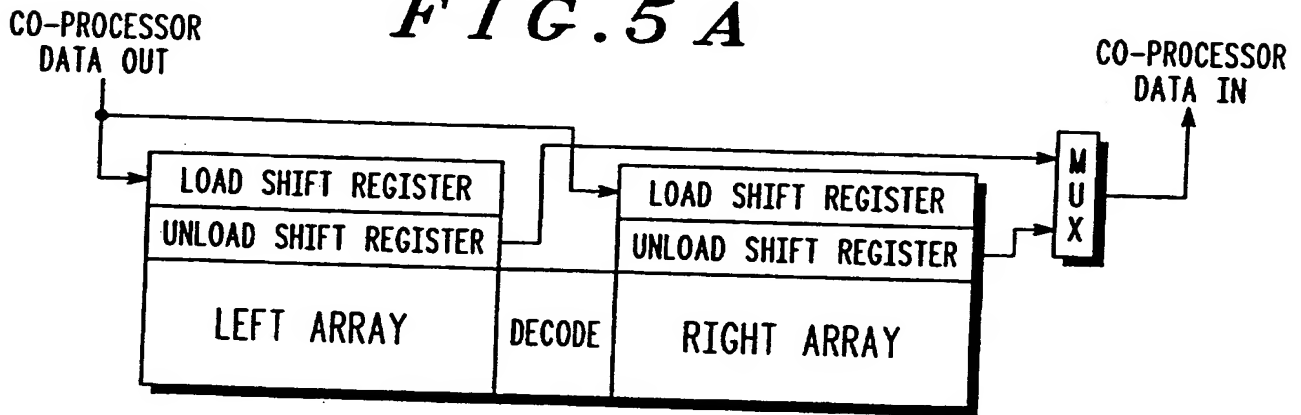 FIG.5A
CO-PROCESSOR
DATA OUT
CO-PROCESSOR
DATA IN
LOAD SHIFT REGISTER
UNLOAD SHIFT REGISTER
LEFT ARRAY
DECODE
LOAD SHIFT REGISTER
UNLOAD SHIFT REGISTER
RIGHT ARRAY
MUX